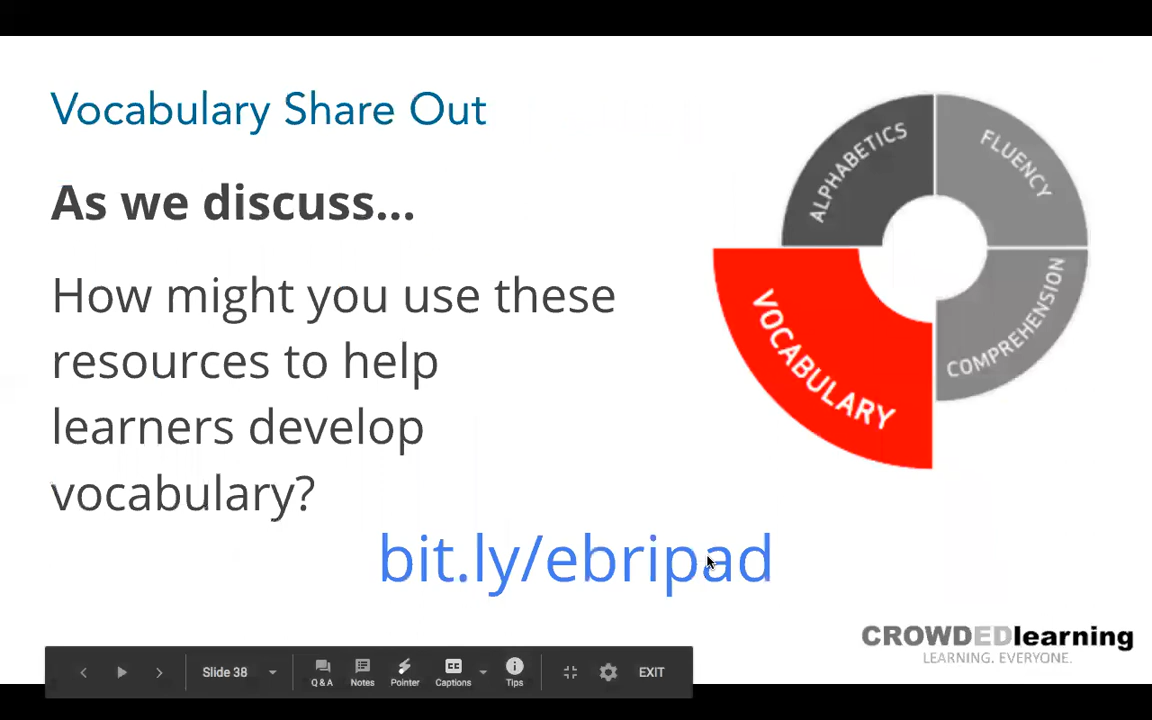 Vocabulary Share Out
As we discuss...
How might you use these
resources to help
learners develop
vocabulary?
bit.ly/ebripad
ALPHABETICS
FLUENCY
VOCABULARY
COMPREHENSION
CROWDEDlearning
LEARNING. EVERYONE.
Slide 38
Q & A
Notes
Pointer
CC
Captions
Tips
EXIT